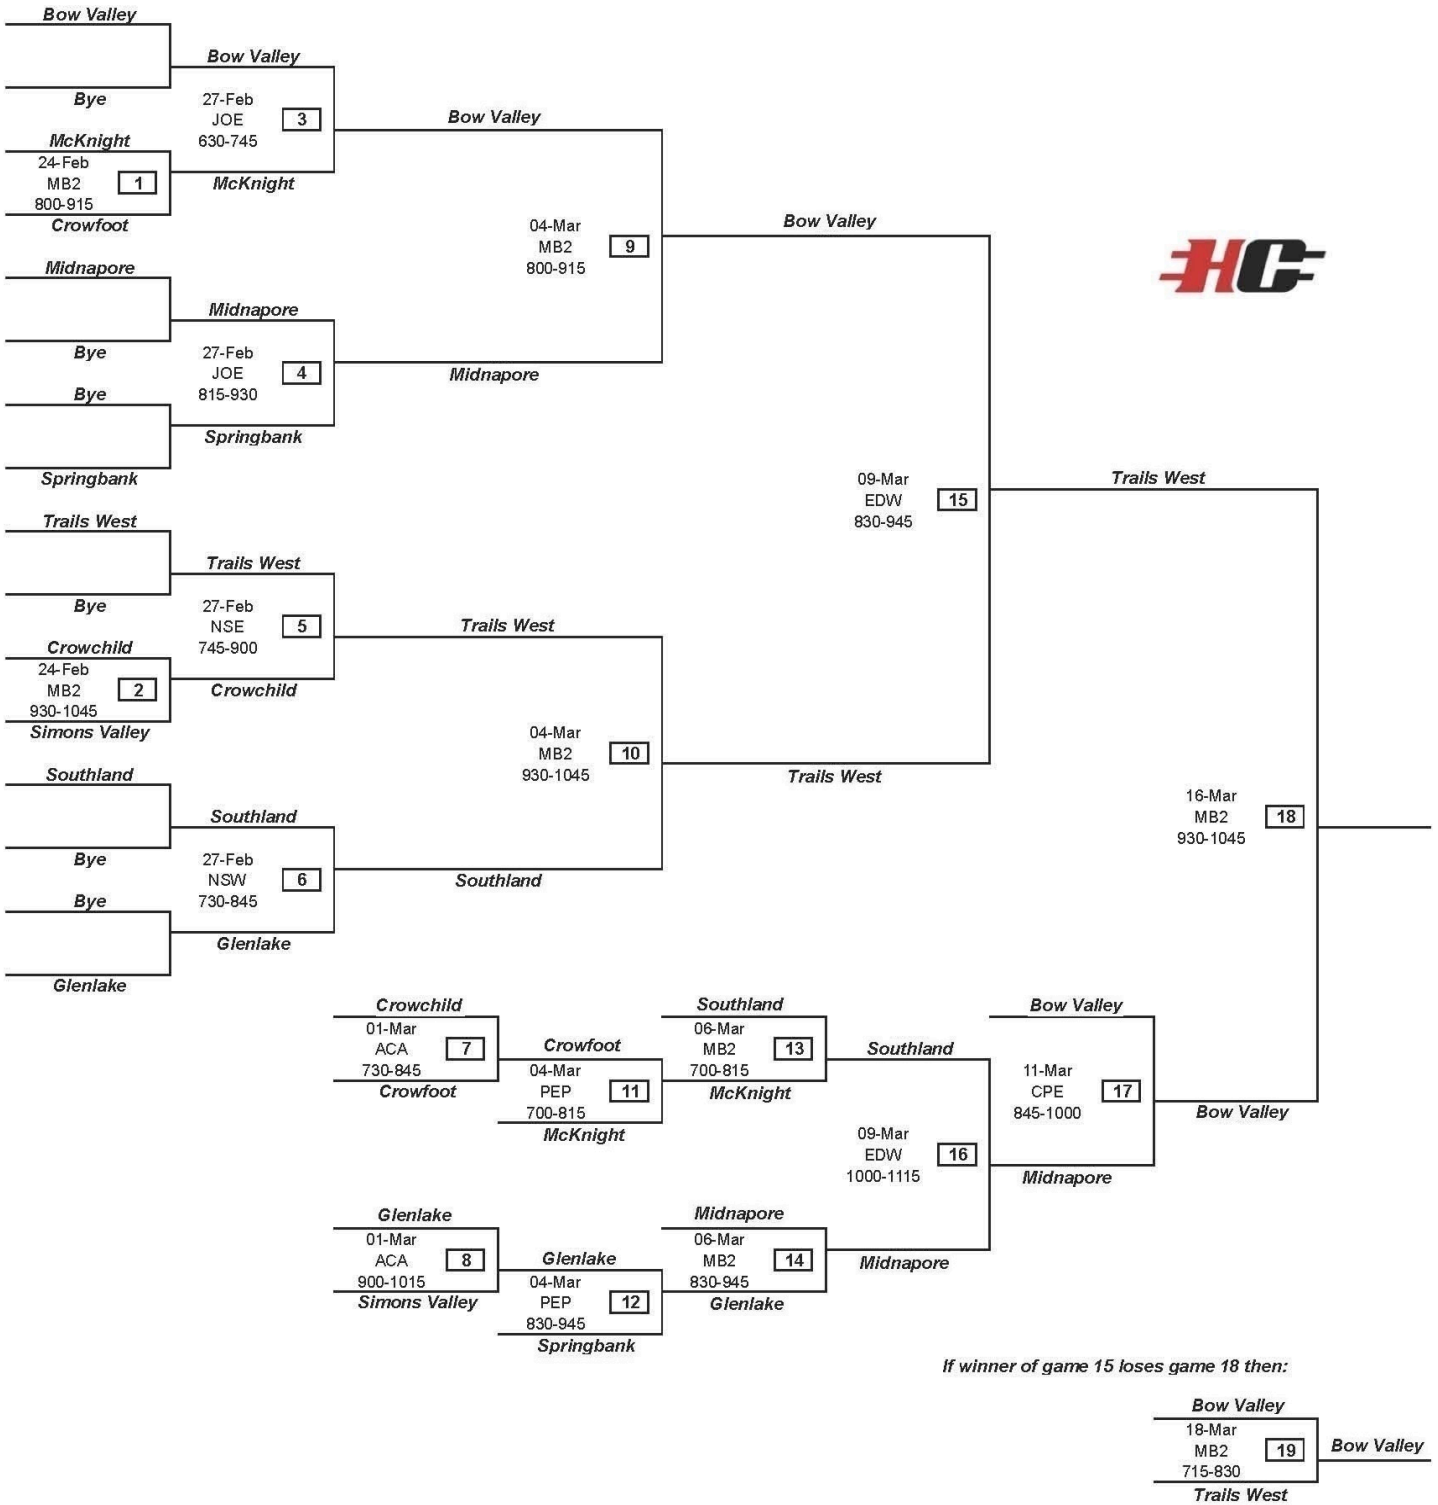 Bow Valley
Bye
Bow Valley
27-Feb
JOE
630-745
3
McKnight
24-Feb
MB2
800-915
1
Crowfoot
McKnight
Bow Valley
04-Mar
MB2
800-915
9
Midnapore
Bye
Midnapore
27-Feb
JOE
815-930
4
Bye
Springbank
Springbank
Midnapore
Bow Valley
HC
09-Mar
EDW
830-945
15
Trails West
Trails West
Bye
Trails West
27-Feb
NSE
745-900
5
Crowchild
24-Feb
MB2
930-1045
2
Simons Valley
Crowchild
Trails West
04-Mar
MB2
930-1045
10
Southland
Bye
Southland
27-Feb
NSW
730-845
6
Bye
Glenlake
Glenlake
Southland
Trails West
16-Mar
MB2
930-1045
18
Crowchild
01-Mar
ACA
730-845
7
Crowfoot
Crowfoot
04-Mar
PEP
700-815
11
McKnight
Southland
06-Mar
MB2
700-815
13
McKnight
Southland
09-Mar
EDW
1000-1115
16
Bow Valley
11-Mar
CPE
845-1000
17
Midnapore
Bow Valley
Glenlake
01-Mar
ACA
900-1015
8
Simons Valley
Glenlake
04-Mar
PEP
830-945
12
Springbank
Midnapore
06-Mar
MB2
830-945
14
Glenlake
Midnapore
If winner of game 15 loses game 18 then:
Bow Valley
18-Mar
MB2
715-830
19
Trails West
Bow Valley